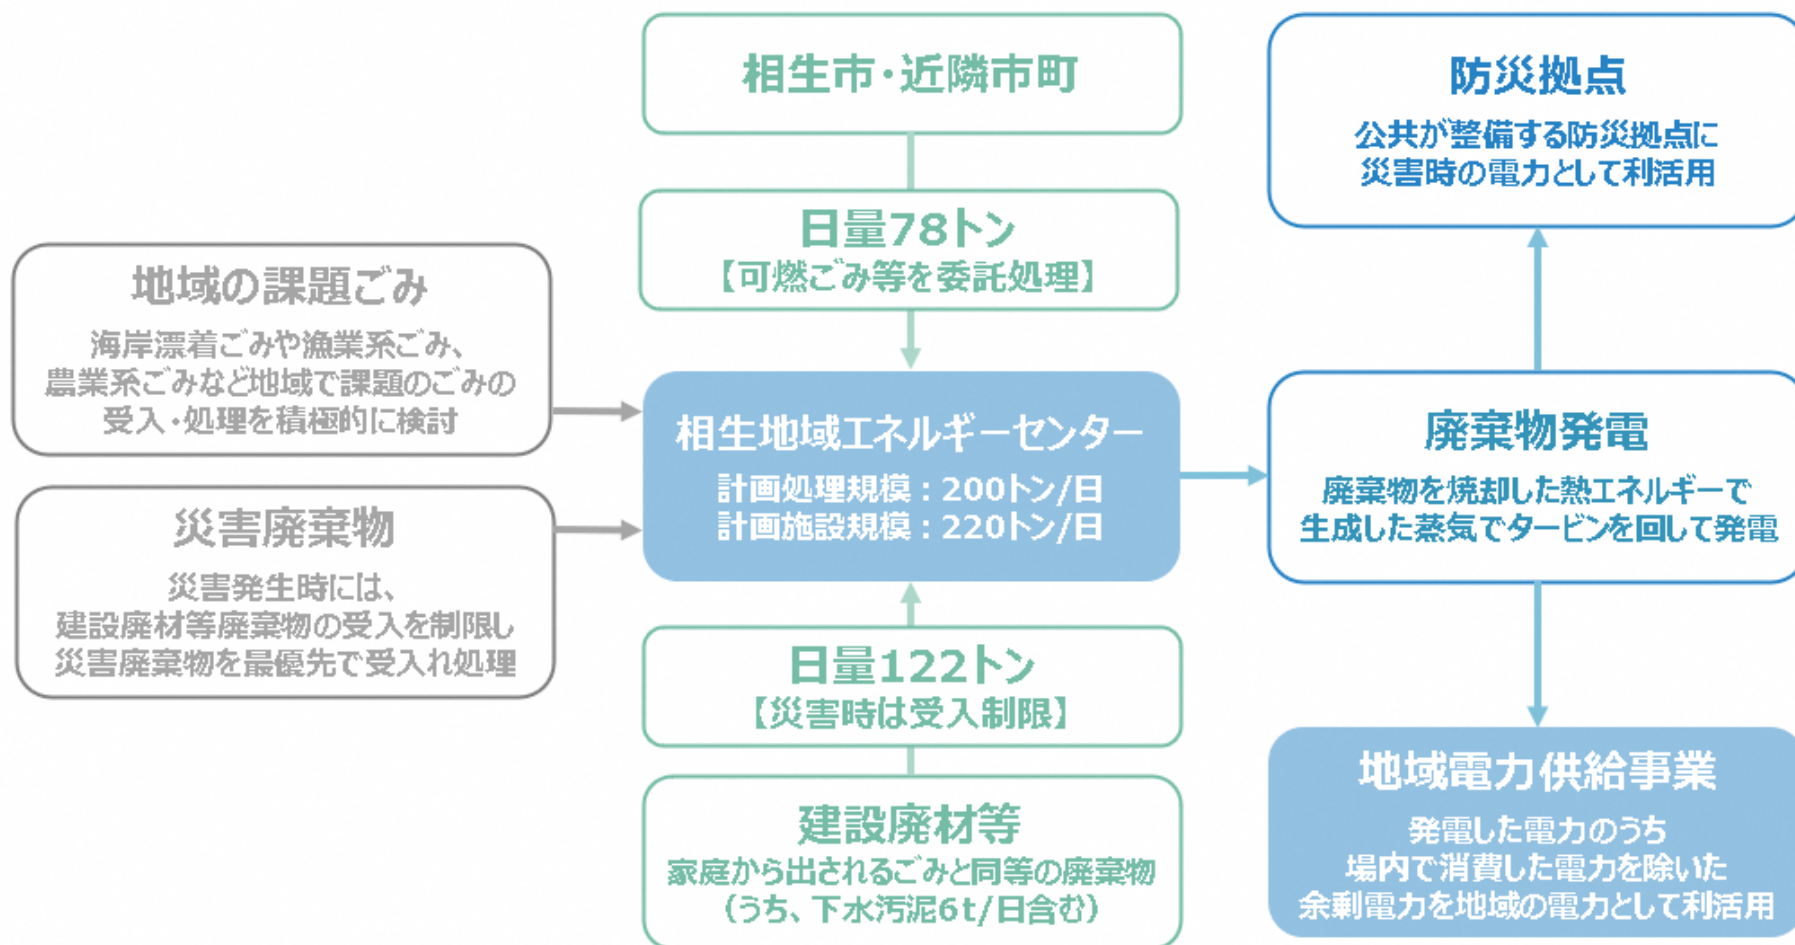 相生市・近隣市町
日量78トン
【可燃ごみ等を委託処理】
地域の課題ごみ
海岸漂着ごみや漁業系ごみ、
農業系ごみなど地域で課題のごみの
受入・処理を積極的に検討
災害廃棄物
災害発生時には、
建設廃材等廃棄物の受入を制限し
災害廃棄物を最優先で受入れ処理
相生地域エネルギーセンター
計画処理規模：200トン/日
計画施設規模：220トン/日
日量122トン
【災害時は受入制限】
建設廃材等
家庭から出されるごみと同等の廃棄物
（うち、下水汚泥6t/日含む）
防災拠点
公共が整備する防災拠点に
災害時の電力として利活用
廃棄物発電
廃棄物を焼却した熱エネルギーで
生成した蒸気でタービンを回して発電
地域電力供給事業
発電した電力のうち
場内で消費した電力を除いた
余剰電力を地域の電力として利活用